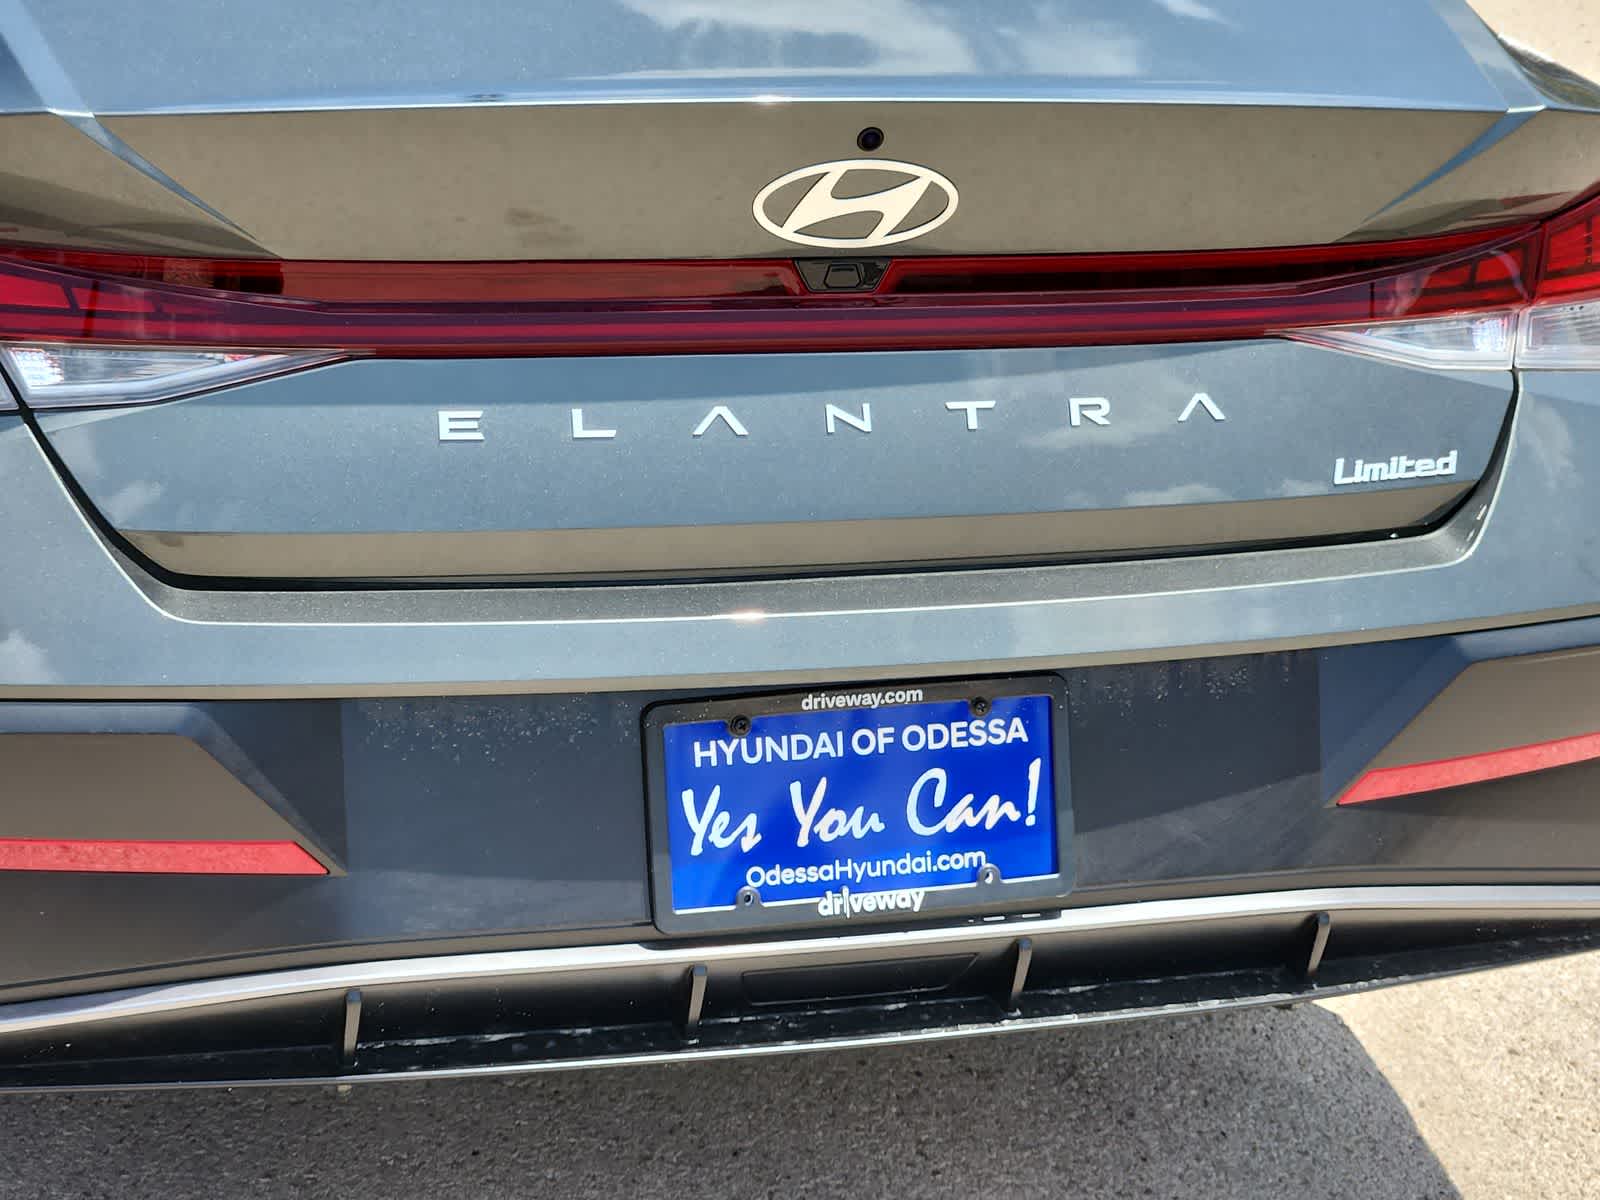 ELANTRA
Limited
driveway.com
HYUNDAI OF ODESSA
Yes You Can!
OdessaHyundai.com
driveway